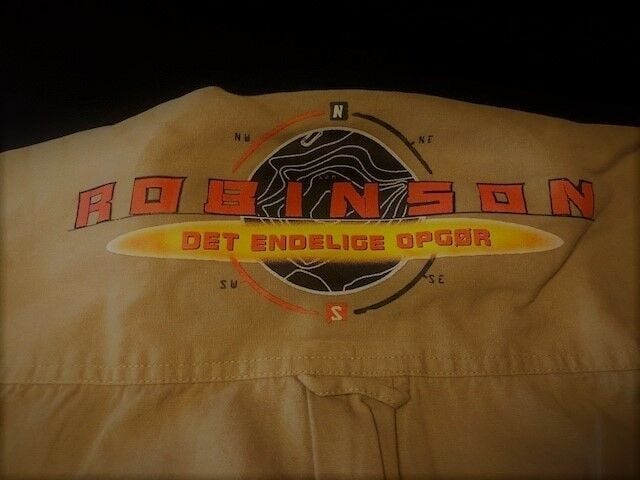 N
NW NE
ROBINSON
DET ENDELIGE OPGØR
SW SE
S